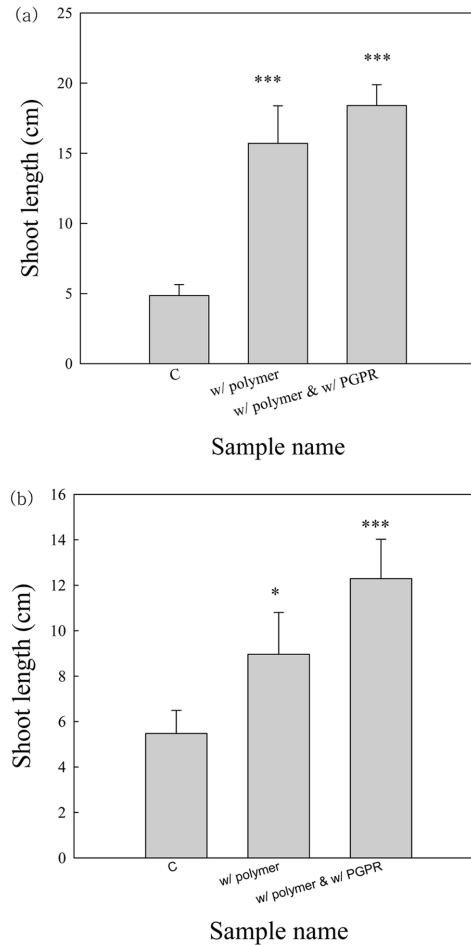 (a)
25
20
15
10
5
0
Shoot length (cm)
***
***
C
w/ polymer
w/ polymer & w/ PGPR
Sample name
(b)
16
14
12
10
8
6
4
2
0
Shoot length (cm)
*
***
C
w/ polymer
w/ polymer & w/ PGPR
Sample name